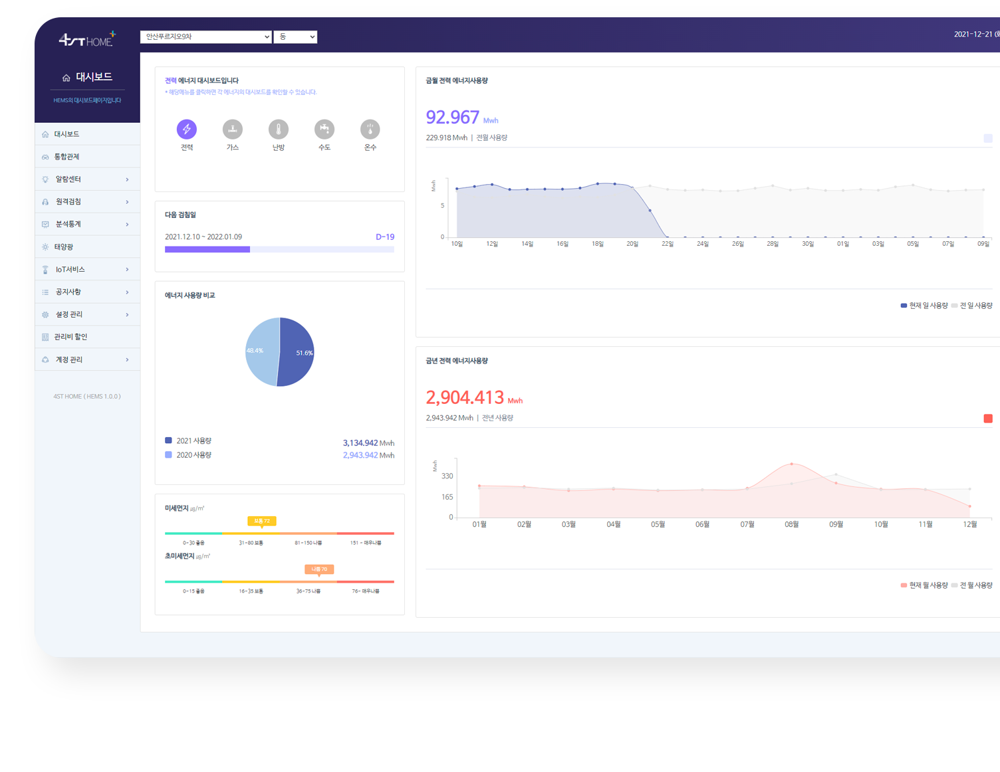 4ST HOME
안산푸르지오9차
동
2021-12-21 (화
대시보드
HEMS의 대시보드페이지입니다
대시보드
통합관제
알람센터
원격검침
분석통계
태양광
IoT서비스
공지사항
설정 관리
관리비 할인
계정 관리
4ST HOME ( HEMS 1.0.0 )
전력 에너지 대시보드입니다
* 해당메뉴를 클릭하면 각 에너지의 대시보드를 확인할 수 있습니다.
전력 가스 난방 수도 온수
다음 검침일
2021.12.10 ~ 2022.01.09 D-19
에너지 사용량 비교
48.4% 51.6%
2021 사용량 3,134.942 Mwh
2020 사용량 2,943.942 Mwh
미세먼지 ㎍/㎥
보통 72
0~30 좋음 31~80 보통 81~150 나쁨 151 ~ 매우나쁨
초미세먼지 ㎍/㎥
나쁨 70
0~15 좋음 16~35 보통 36~75 나쁨 76~ 매우나쁨
금월 전력 에너지사용량
92.967 Mwh
229.918 Mwh | 전월 사용량
Mwh
5
0
10일 12일 14일 16일 18일 20일 22일 24일 26일 28일 30일 01일 03일 05일 07일 09일
현재 일 사용량 전 일 사용량
금년 전력 에너지사용량
2,904.413 Mwh
2,943.942 Mwh | 전년 사용량
Mwh
330
165
0
01월 02월 03월 04월 05월 06월 07월 08월 09월 10월 11월 12월
현재 월 사용량 전 월 사용량